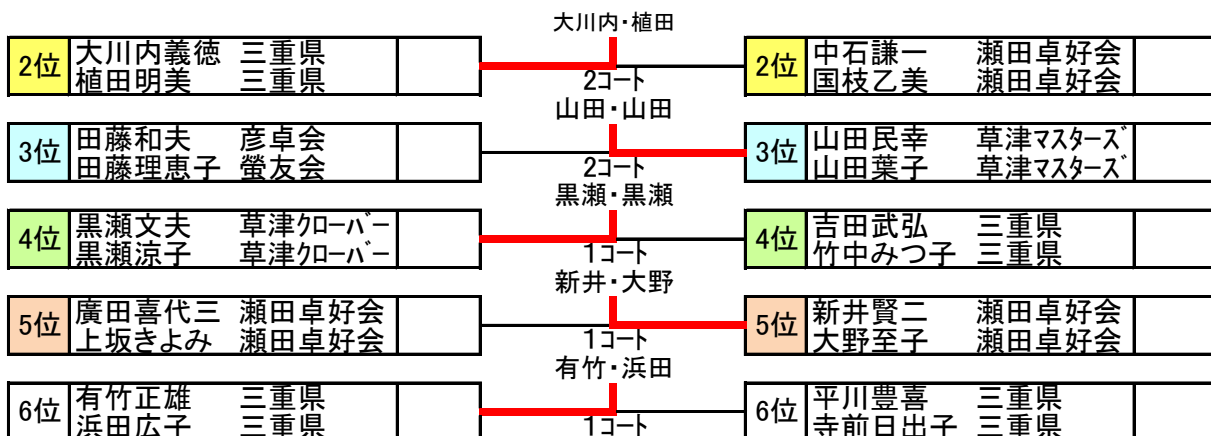 大川内・植田
2位 大川内義徳 三重県
植田明美 三重県
2コート
2位 中石謙一 瀬田卓好会
国枝乙美 瀬田卓好会
山田・山田
3位 田藤和夫 彦卓会
田藤理恵子 螢友会
2コート
3位 山田民幸 草津マスターズ
山田葉子 草津マスターズ
黒瀬・黒瀬
4位 黒瀬文夫 草津クローバー
黒瀬涼子 草津クローバー
1コート
4位 吉田武弘 三重県
竹中みつ子 三重県
新井・大野
5位 廣田喜代三 瀬田卓好会
上坂きよみ 瀬田卓好会
1コート
5位 新井賢二 瀬田卓好会
大野至子 瀬田卓好会
有竹・浜田
6位 有竹正雄 三重県
浜田広子 三重県
1コート
6位 平川豊喜 三重県
寺前日出子 三重県